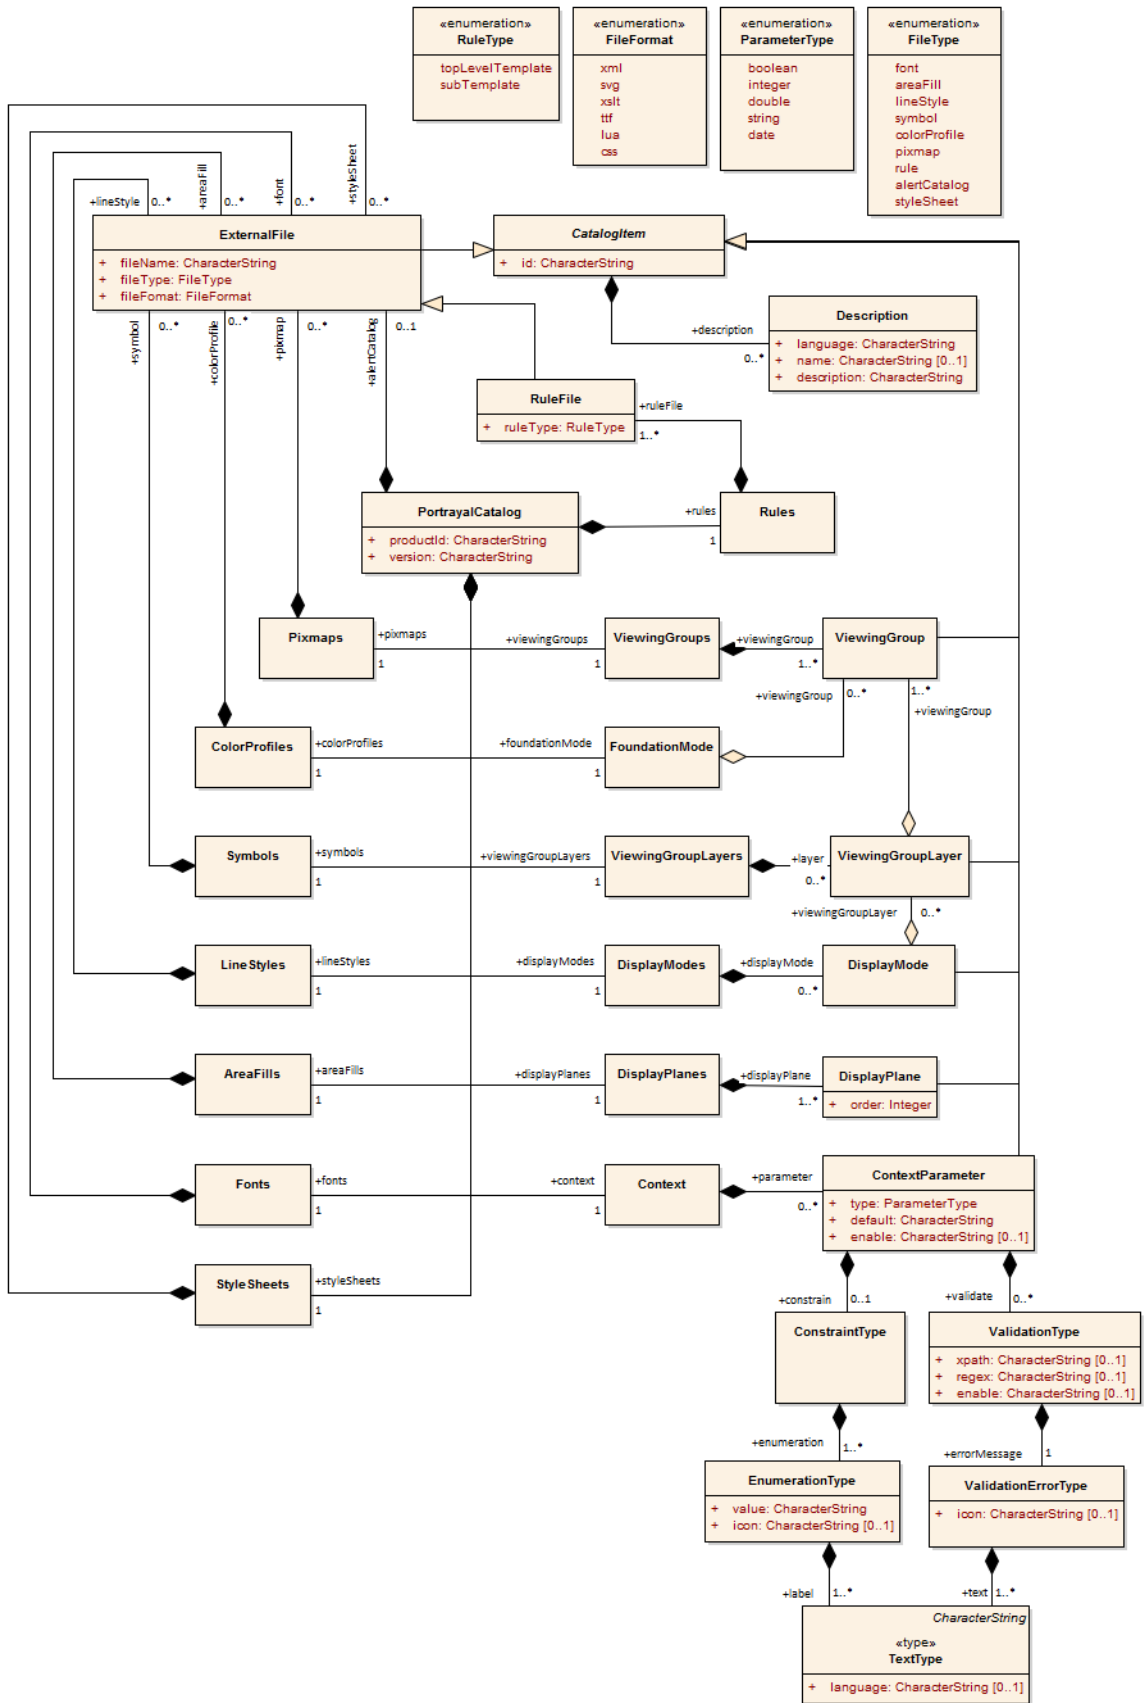 «enumeration»
RuleType
topLevelTemplate
subTemplate
«enumeration»
FileFormat
xml
svg
xslt
ttf
lua
css
«enumeration»
ParameterType
boolean
integer
double
string
date
«enumeration»
FileType
font
areaFill
lineStyle
symbol
colorProfile
pixmap
rule
alertCatalog
styleSheet
+lineStyle 0..*
+areaFill 0..*
+font 0..*
+styleSheet 0..*
ExternalFile
+ fileName: CharacterString
+ fileType: FileType
+ fileFomat: FileFormat
CatalogItem
+ id: CharacterString
+description
0..*
Description
+ language: CharacterString
+ name: CharacterString [0..1]
+ description: CharacterString
+symbol 0..*
+colorProfile 0..*
+pixmap 0..*
+alertCatalog 0..1
RuleFile
+ ruleType: RuleType
+ruleFile
1..*
PortrayalCatalog
+ productId: CharacterString
+ version: CharacterString
+rules
1
Rules
Pixmaps
+pixmaps
1
+viewingGroups
1
ViewingGroups
+viewingGroup
1..*
ViewingGroup
+viewingGroup 0..*
1..*
+viewingGroup
ColorProfiles
+colorProfiles
1
+foundationMode
1
FoundationMode
Symbols
+symbols
1
+viewingGroupLayers
1
ViewingGroupLayers
+layer
0..*
ViewingGroupLayer
+viewingGroupLayer 0..*
LineStyles
+lineStyles
1
+displayModes
1
DisplayModes
+displayMode
0..*
DisplayMode
AreaFills
+areaFills
1
+displayPlanes
1
DisplayPlanes
+displayPlane
1..*
DisplayPlane
+ order: Integer
Fonts
+fonts
1
+context
1
Context
+parameter
0..*
ContextParameter
+ type: ParameterType
+ default: CharacterString
+ enable: CharacterString [0..1]
StyleSheets
+styleSheets
1
+constrain 0..1
+validate 0..*
ConstraintType
ValidationType
+ xpath: CharacterString [0..1]
+ regex: CharacterString [0..1]
+ enable: CharacterString [0..1]
+enumeration 1..*
+errorMessage 1
EnumerationType
+ value: CharacterString
+ icon: CharacterString [0..1]
ValidationErrorType
+ icon: CharacterString [0..1]
+label 1..*
+text 1..*
CharacterString
«type»
TextType
+ language: CharacterString [0..1]